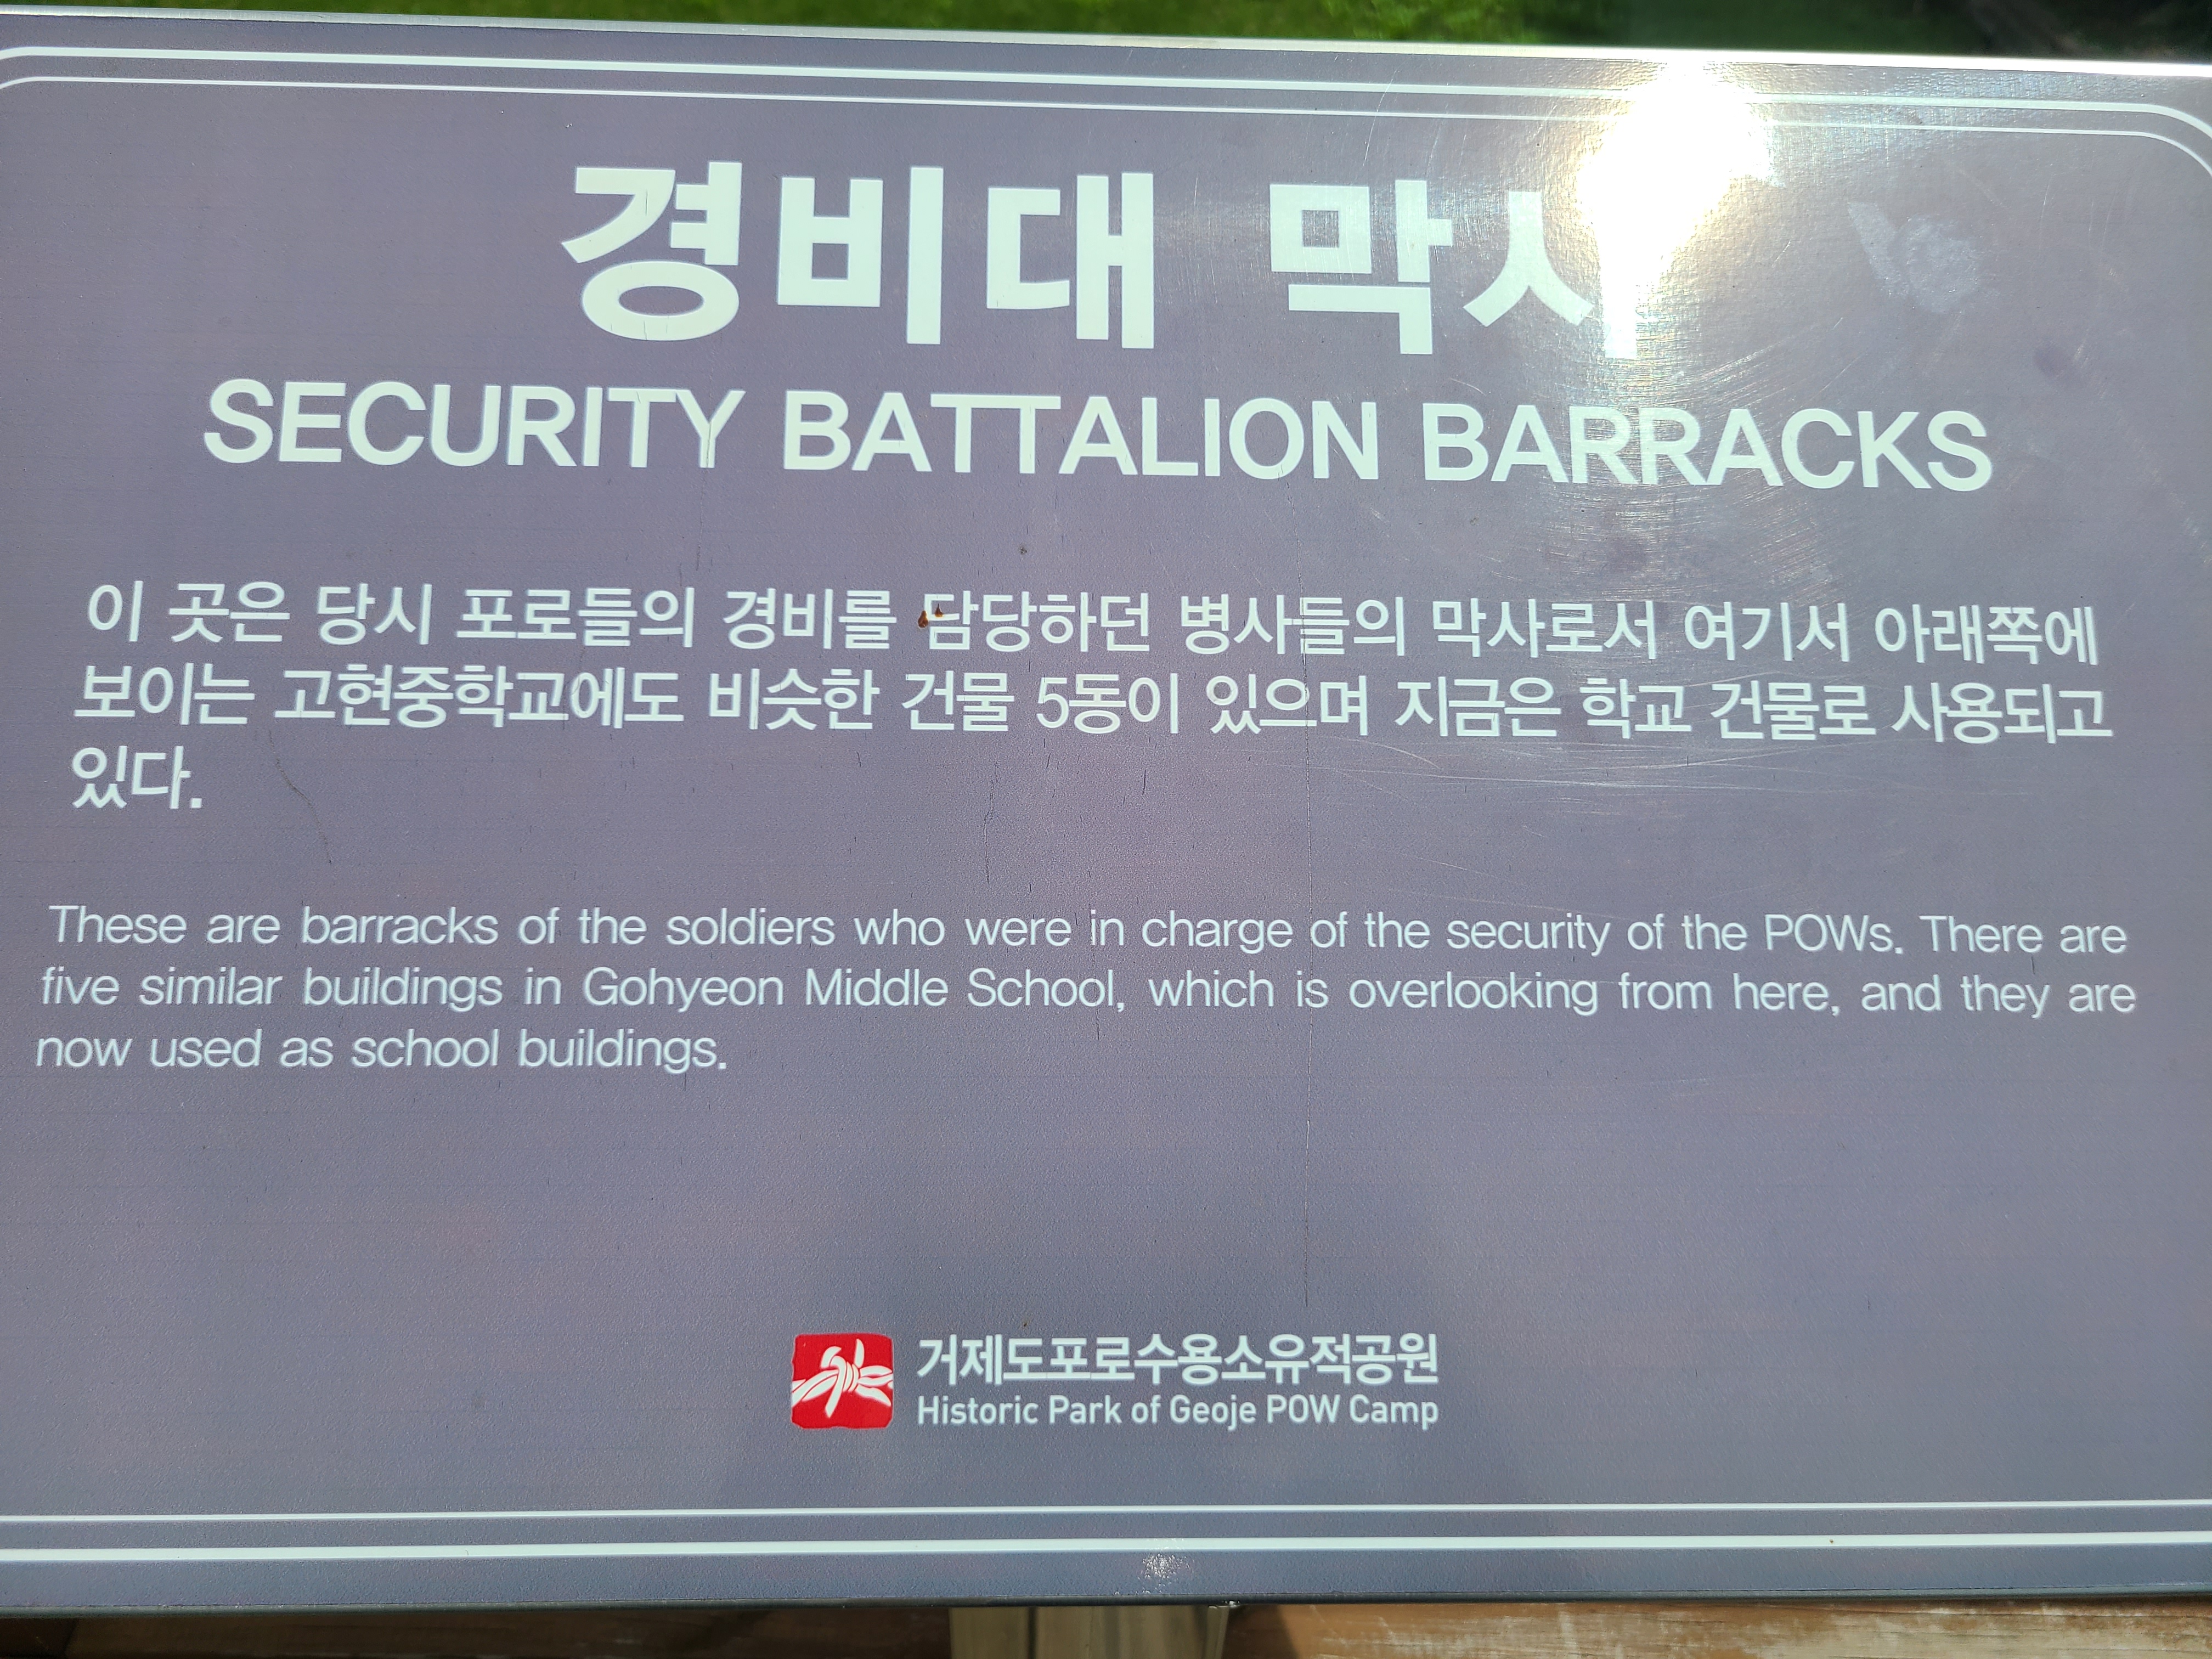 경비대 막사
SECURITY BATTALION BARRACKS
이 곳은 당시 포로들의 경비를 담당하던 병사들의 막사로서 여기서 아래쪽에
보이는 고현중학교에도 비슷한 건물 5동이 있으며 지금은 학교 건물로 사용되고
있다.
These are barracks of the soldiers who were in charge of the security of the POWs. There are
five similar buildings in Gohyeon Middle School, which is overlooking from here, and they are
now used as school buildings.
거제도포로수용소유적공원
Historic Park of Geoje POW Camp